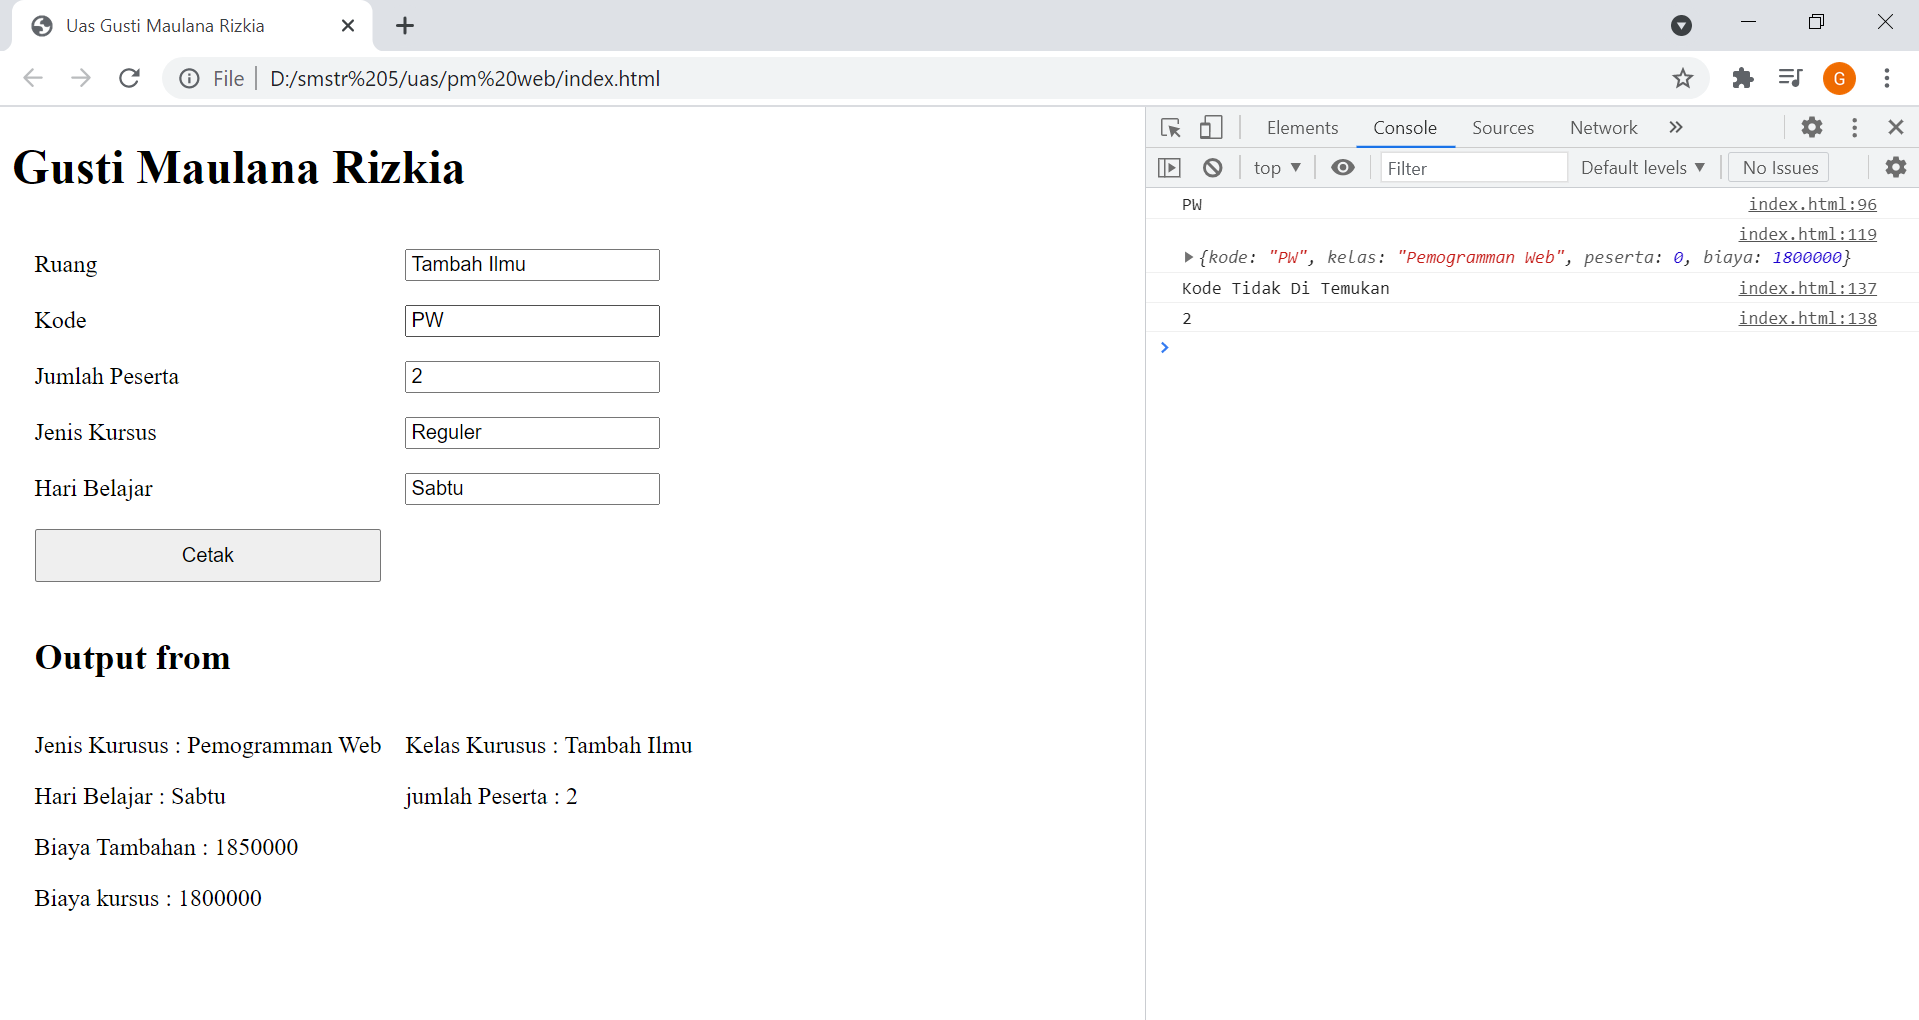 Uas Gusti Maulana Rizkia
File
D:/smstr%205/uas/pm%20web/index.html
G
Gusti Maulana Rizkia
Ruang
Tambah Ilmu
Kode
PW
Jumlah Peserta
2
Jenis Kursus
Reguler
Hari Belajar
Sabtu
Cetak
Output from
Jenis Kurusus : Pemogramman Web
Kelas Kurusus : Tambah Ilmu
Hari Belajar : Sabtu
jumlah Peserta : 2
Biaya Tambahan : 1850000
Biaya kursus : 1800000
Elements Console Sources Network
top Filter Default levels No Issues
PW index.html:96
index.html:119
{kode: "PW", kelas: "Pemogramman Web", peserta: 0, biaya: 1800000}
Kode Tidak Di Temukan index.html:137
2 index.html:138